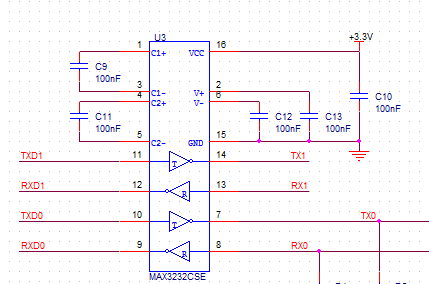 U3
+3.3V
1 C1+ VCC 16
C9
100nF
3 C1- V+ 2
4 C2+ V- 6
C10
100nF
C11
100nF
C12
100nF
C13
100nF
5 C2- GND 15
TXD1 11 T 14 TX1
RXD1 12 R 13 RX1
TXD0 10 T 7 TX0
RXD0 9 R 8 RX0
MAX3232CSE